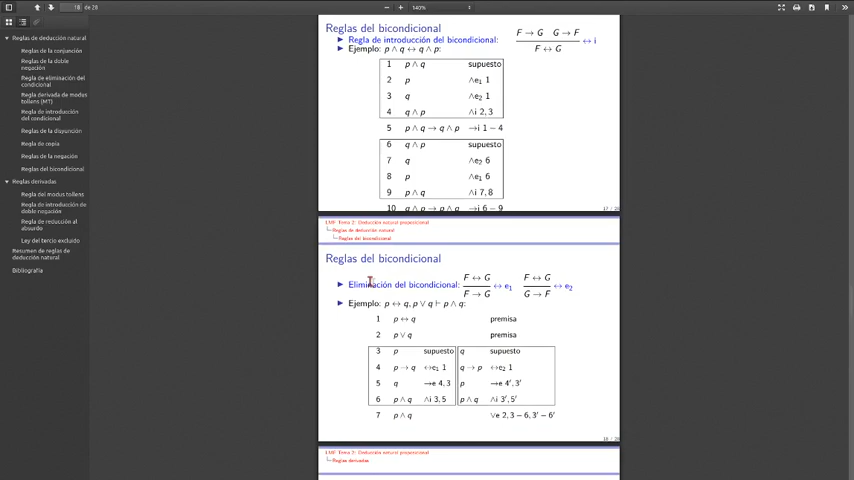 18 de 28
140%
Reglas de deducción natural
Reglas de la conjunción
Reglas de la doble
negación
Regla de eliminación del
condicional
Regla derivada de modus
tollens (MT)
Regla de introducción
del condicional
Reglas de la disyunción
Regla de copia
Reglas de la negación
Reglas del bicondicional
Reglas derivadas
Regla del modus tollens
Regla de introducción de
doble negación
Regla de reducción al
absurdo
Ley del tercio excluido
Resumen de reglas de
deducción natural
Bibliografía
Reglas del bicondicional
Regla de introducción del bicondicional: F → G G → F
F ↔ G ↔ i
Ejemplo: p ∧ q ↔ q ∧ p:
1 p ∧ q supuesto
2 p ∧e₁ 1
3 q ∧e₂ 1
4 q ∧ p ∧i 2, 3
5 p ∧ q → q ∧ p →i 1 − 4
6 q ∧ p supuesto
7 q ∧e₂ 6
8 p ∧e₁ 6
9 p ∧ q ∧i 7, 8
10 q ∧ p → p ∧ q →i 6 − 9
17 / 28
LMF Tema 2: Deducción natural proposicional
Reglas de deducción natural
Reglas del bicondicional
Reglas del bicondicional
Eliminación del bicondicional: F ↔ G F ↔ G
F → G ↔ e₁ G → F ↔ e₂
Ejemplo: p ↔ q, p ∨ q ⊢ p ∧ q:
1 p ↔ q premisa
2 p ∨ q premisa
3 p supuesto q supuesto
4 p → q ↔e₁ 1 q → p ↔e₂ 1
5 q →e 4, 3 p →e 4′, 3′
6 p ∧ q ∧i 3, 5 p ∧ q ∧i 3′, 5′
7 p ∧ q ∨e 2, 3 − 6, 3′ − 6′
18 / 28
LMF Tema 2: Deducción natural proposicional
Reglas derivadas